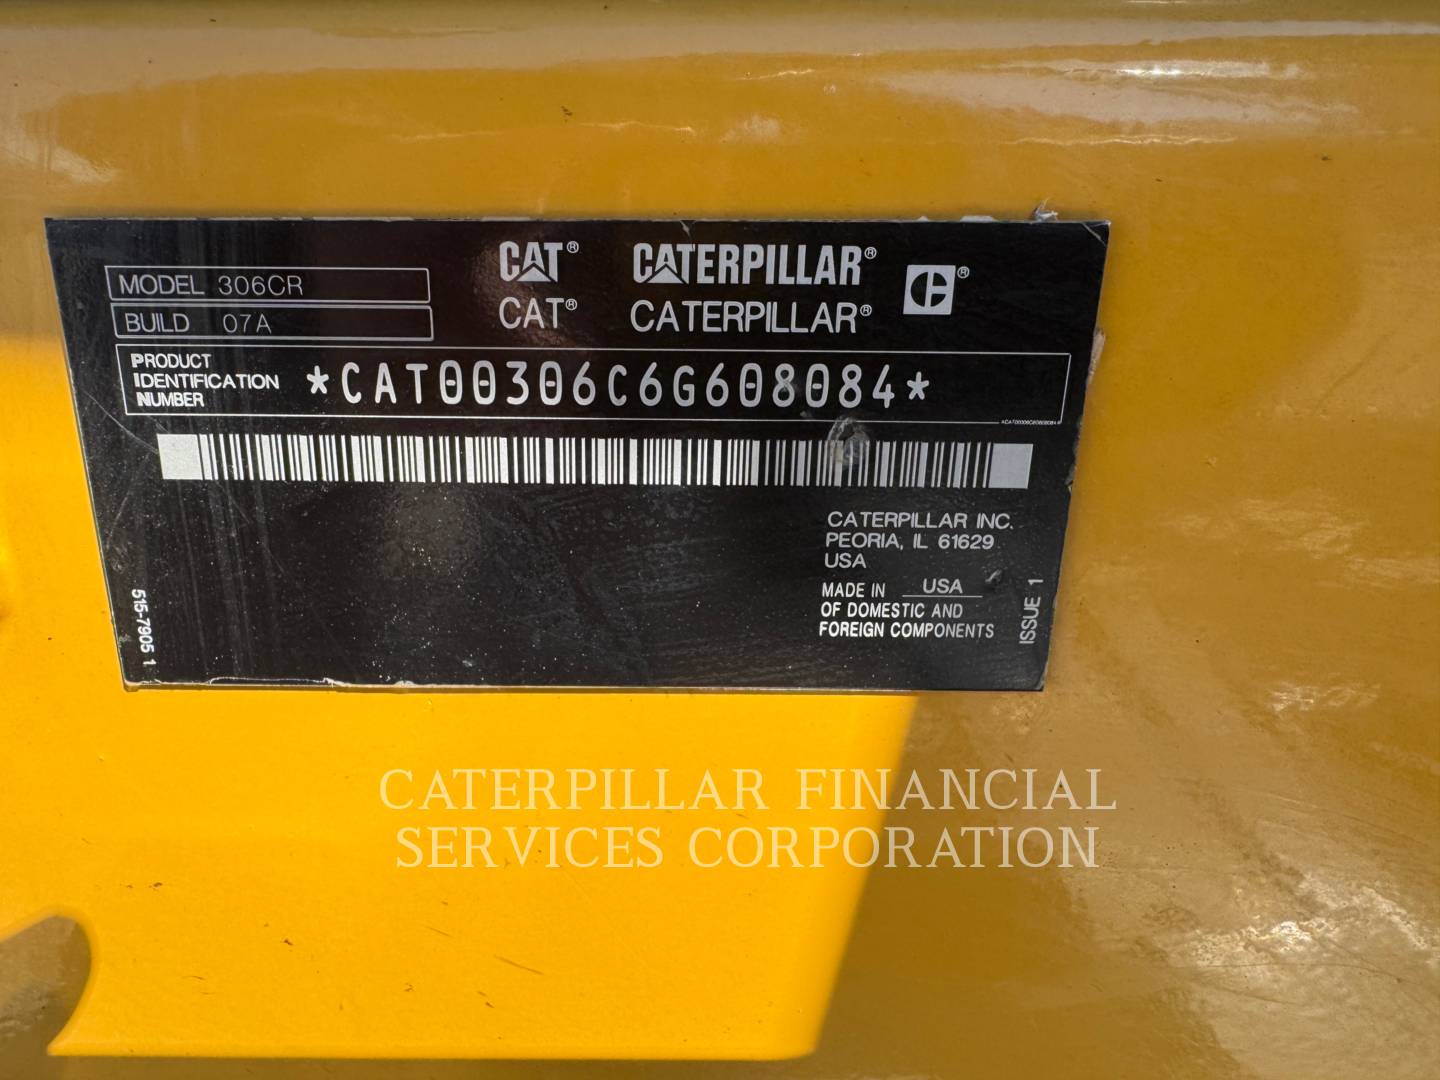 MODEL 306CR
BUILD 07A
CAT® CATERPILLAR® ®
CAT® CATERPILLAR®
PRODUCT
IDENTIFICATION
NUMBER
*CAT00306C6G608084*
CATERPILLAR INC.
PEORIA, IL 61629
USA
MADE IN USA
OF DOMESTIC AND
FOREIGN COMPONENTS
515-7905 1
ISSUE 1
CATERPILLAR FINANCIAL
SERVICES CORPORATION